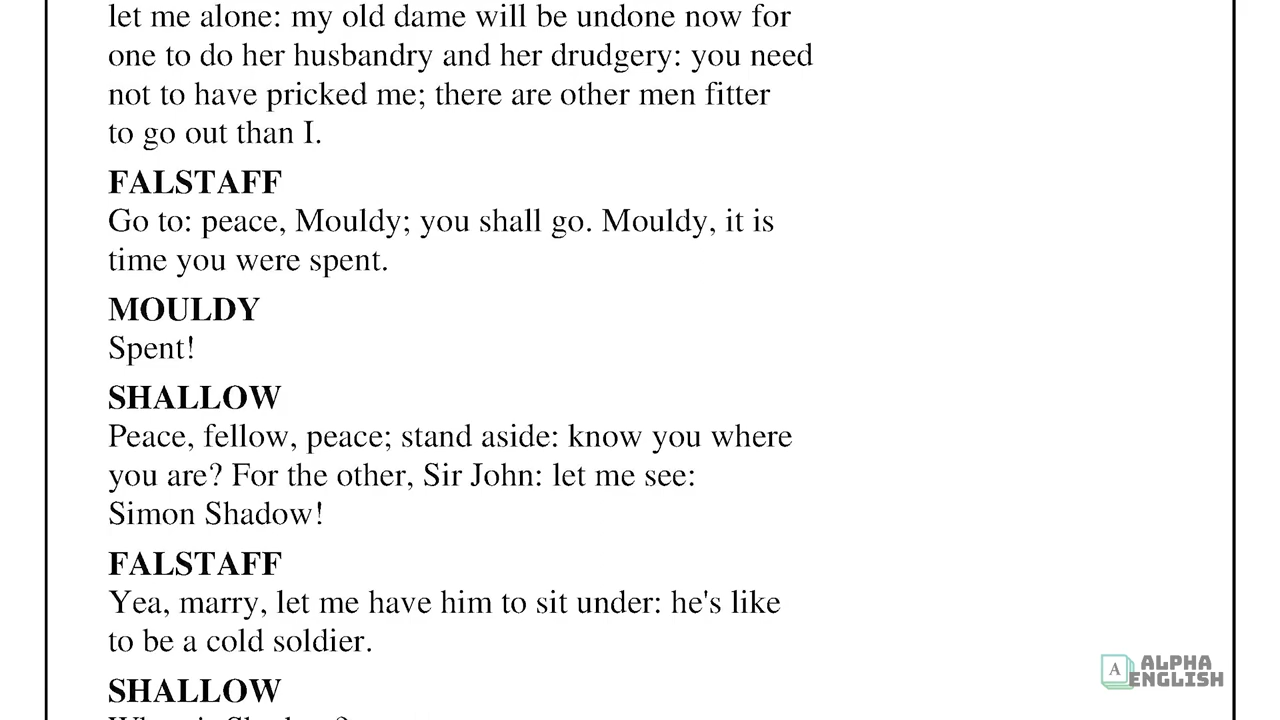 let me alone: my old dame will be undone now for
one to do her husbandry and her drudgery: you need
not to have pricked me; there are other men fitter
to go out than I.
FALSTAFF
Go to: peace, Mouldy; you shall go. Mouldy, it is
time you were spent.
MOULDY
Spent!
SHALLOW
Peace, fellow, peace; stand aside: know you where
you are? For the other, Sir John: let me see:
Simon Shadow!
FALSTAFF
Yea, marry, let me have him to sit under: he's like
to be a cold soldier.
SHALLOW
A
ALPHA
ENGLISH